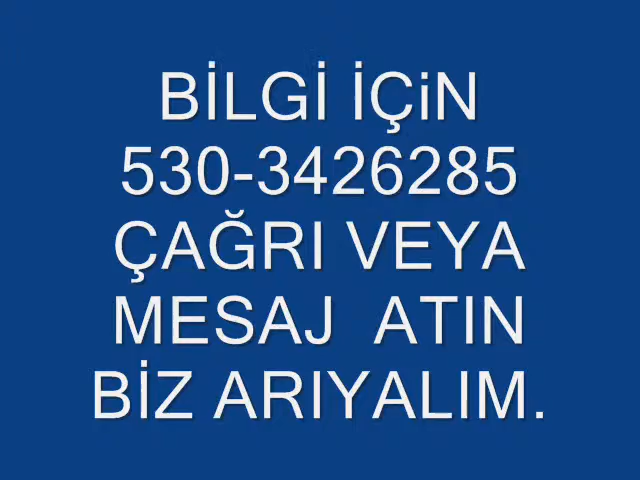 BİLGİ İÇiN
530-3426285
ÇAĞRI VEYA
MESAJ  ATIN
BİZ ARIYALIM.